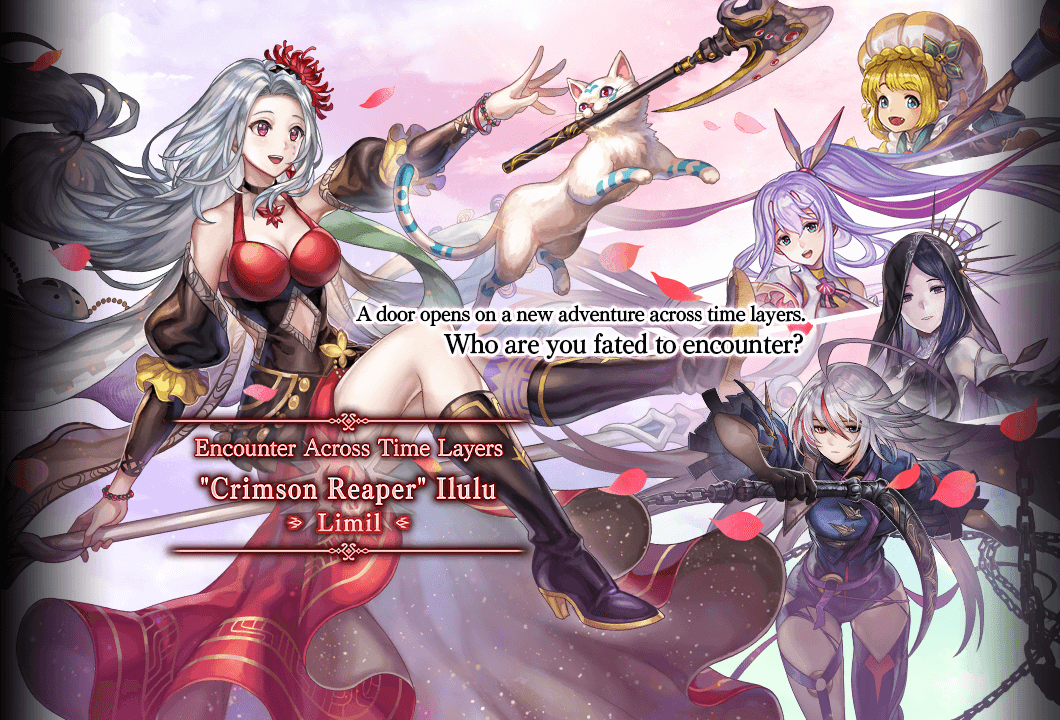 A door opens on a new adventure across time layers.
Who are you fated to encounter?
Encounter Across Time Layers
"Crimson Reaper" Ilulu
Limil